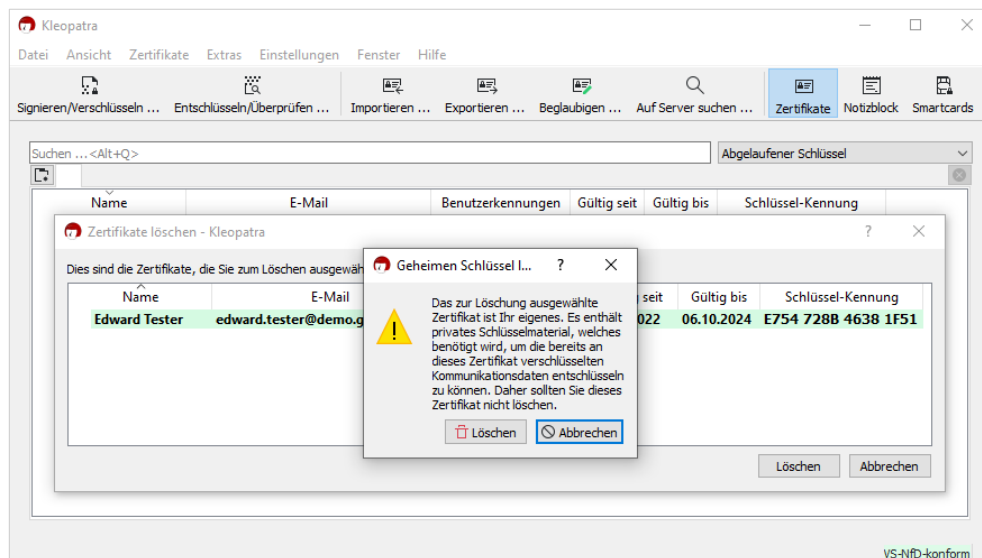 Kleopatra
Datei Ansicht Zertifikate Extras Einstellungen Fenster Hilfe
Signieren/Verschlüsseln ... Entschlüsseln/Überprüfen ... Importieren ... Exportieren ... Beglaubigen ... Auf Server suchen ... Zertifikate Notizblock Smartcards
Suchen ...<Alt+Q> Abgelaufener Schlüssel
Name E-Mail Benutzerkennungen Gültig seit Gültig bis Schlüssel-Kennung
Zertifikate löschen - Kleopatra ?
Dies sind die Zertifikate, die Sie zum Löschen
Name E-Mail seit Gültig bis Schlüssel-Kennung
Edward Tester 06.10.2024 E754 728B 4638 1F51
Geheimen Schlüssel l... ?
Das zur Löschung ausgewählte
Zertifikat ist Ihr eigenes. Es enthält
privates Schlüsselmaterial, welches
benötigt wird, um die bereits an
dieses Zertifikat verschlüsselten
Kommunikationsdaten entschlüsseln
zu können. Daher sollten Sie dieses
Zertifikat nicht löschen.
Löschen Abbrechen
Löschen Abbrechen
VS-NfD-konform